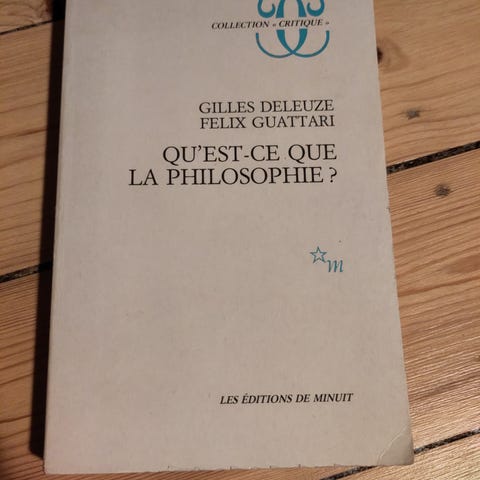 COLLECTION « CRITIQUE »
GILLES DELEUZE
FELIX GUATTARI
QU'EST-CE QUE
LA PHILOSOPHIE ?
m
LES ÉDITIONS DE MINUIT